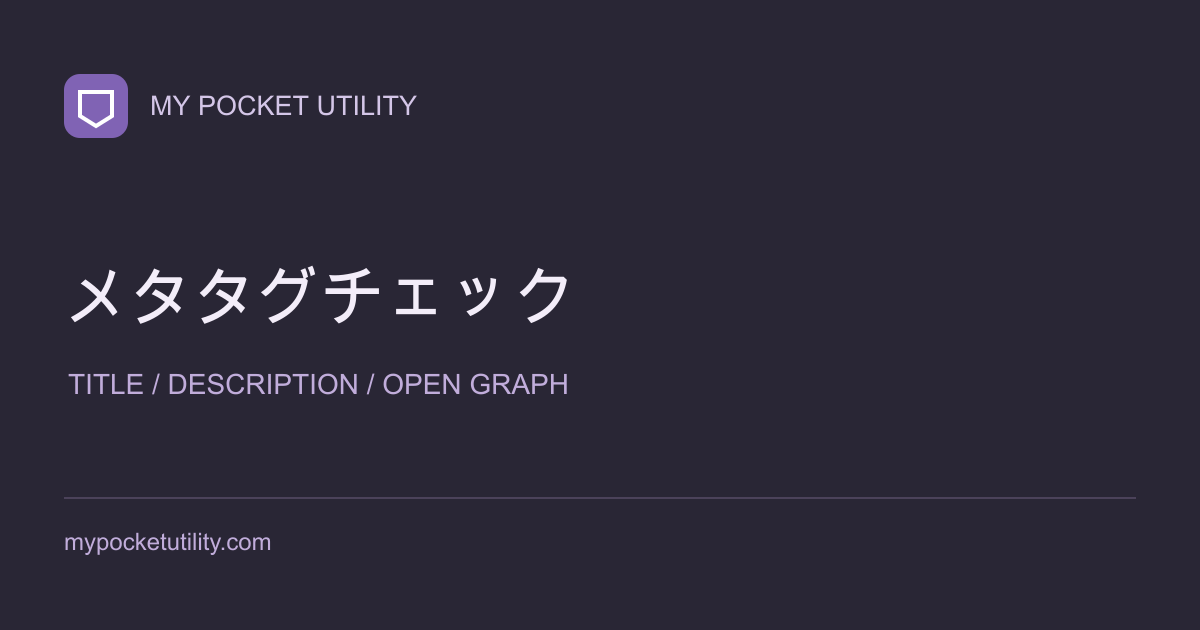 MY POCKET UTILITY
メタタグチェック
TITLE / DESCRIPTION / OPEN GRAPH
mypocketutility.com